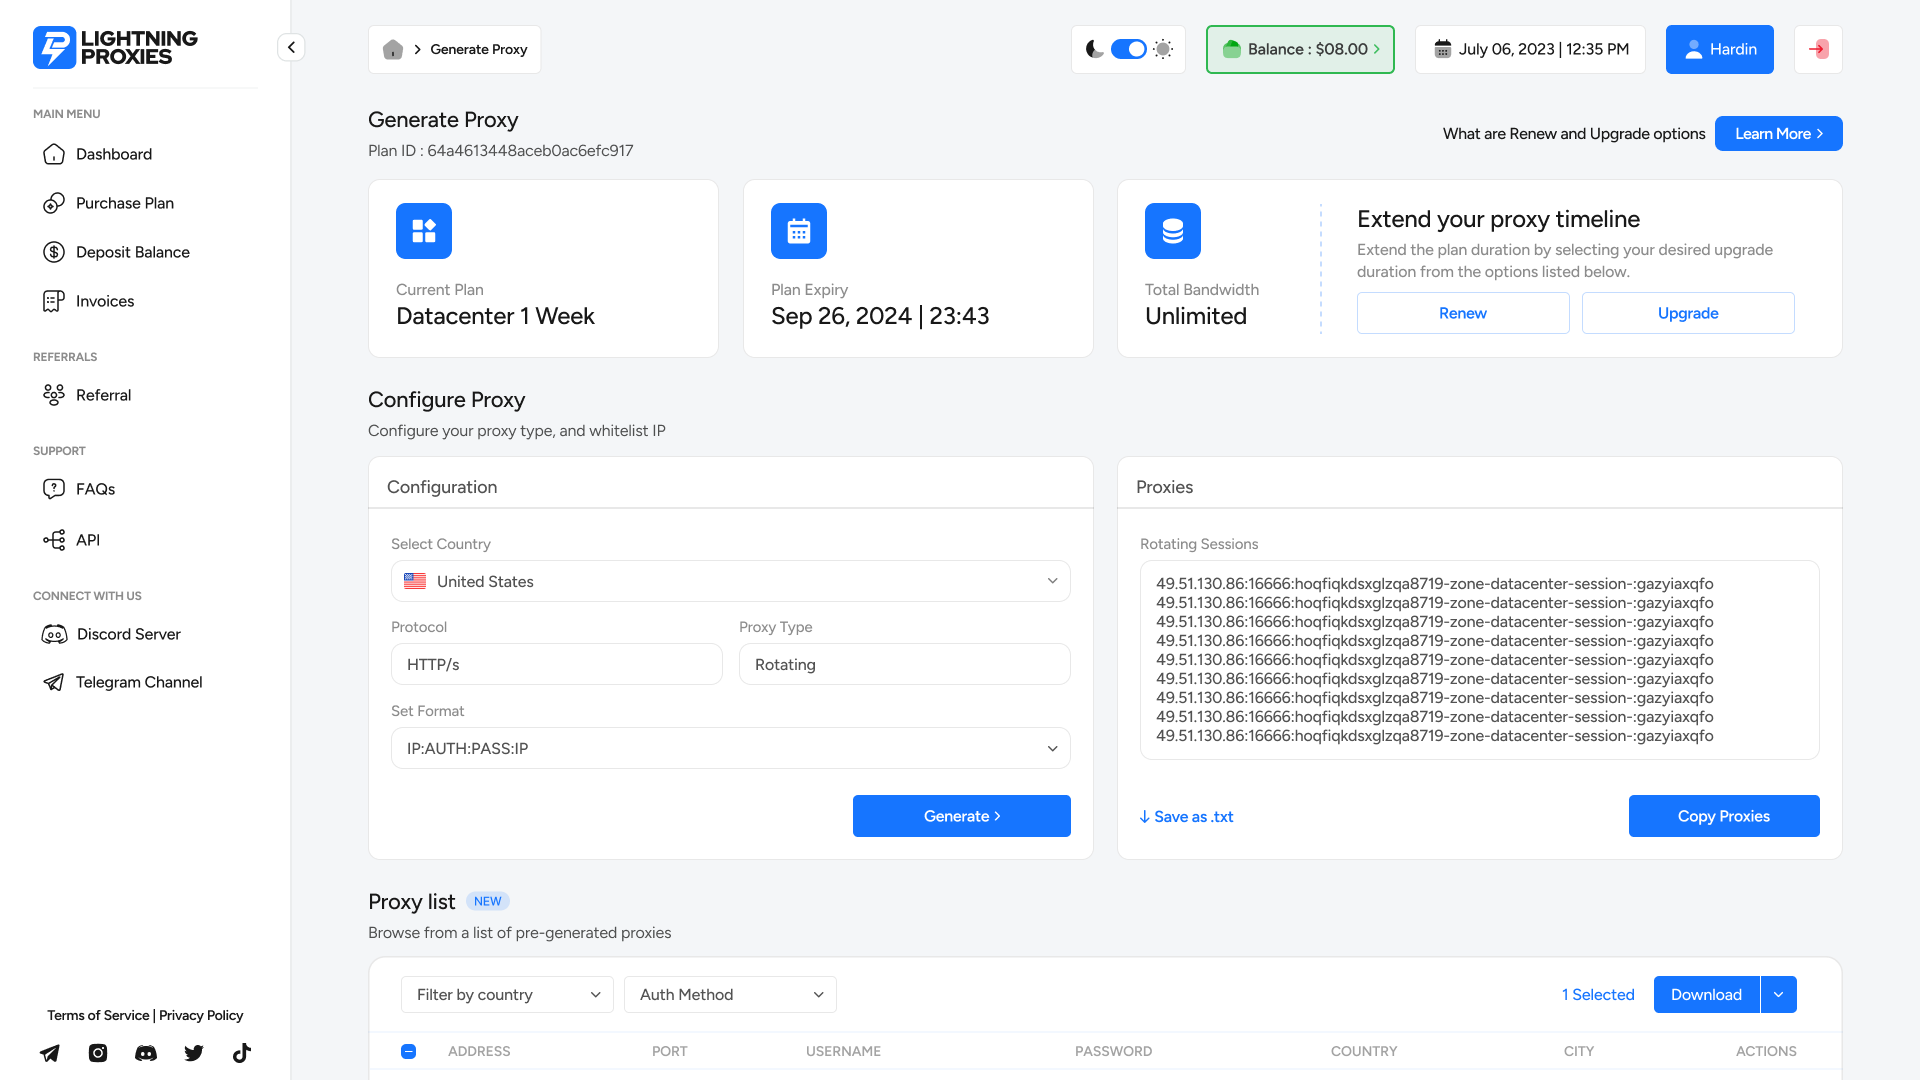 LIGHTNING
PROXIES
MAIN MENU
Dashboard
Purchase Plan
Deposit Balance
Invoices
REFERRALS
Referral
SUPPORT
FAQs
API
CONNECT WITH US
Discord Server
Telegram Channel
Terms of Service | Privacy Policy
Generate Proxy
Balance : $08.00
July 06, 2023 | 12:35 PM
Hardin
Generate Proxy
Plan ID : 64a4613448aceb0ac6efc917
What are Renew and Upgrade options
Learn More
Current Plan
Datacenter 1 Week
Plan Expiry
Sep 26, 2024 | 23:43
Total Bandwidth
Unlimited
Extend your proxy timeline
Extend the plan duration by selecting your desired upgrade
duration from the options listed below.
Renew
Upgrade
Configure Proxy
Configure your proxy type, and whitelist IP
Configuration
Select Country
United States
Protocol
Proxy Type
HTTP/s
Rotating
Set Format
IP:AUTH:PASS:IP
Generate
Proxies
Rotating Sessions
49.51.130.86:16666:hoqfiqkdsxglzqa8719-zone-datacenter-session-:gazyiaxqfo
49.51.130.86:16666:hoqfiqkdsxglzqa8719-zone-datacenter-session-:gazyiaxqfo
49.51.130.86:16666:hoqfiqkdsxglzqa8719-zone-datacenter-session-:gazyiaxqfo
49.51.130.86:16666:hoqfiqkdsxglzqa8719-zone-datacenter-session-:gazyiaxqfo
49.51.130.86:16666:hoqfiqkdsxglzqa8719-zone-datacenter-session-:gazyiaxqfo
49.51.130.86:16666:hoqfiqkdsxglzqa8719-zone-datacenter-session-:gazyiaxqfo
49.51.130.86:16666:hoqfiqkdsxglzqa8719-zone-datacenter-session-:gazyiaxqfo
49.51.130.86:16666:hoqfiqkdsxglzqa8719-zone-datacenter-session-:gazyiaxqfo
49.51.130.86:16666:hoqfiqkdsxglzqa8719-zone-datacenter-session-:gazyiaxqfo
Save as .txt
Copy Proxies
Proxy list NEW
Browse from a list of pre-generated proxies
Filter by country
Auth Method
1 Selected
Download
ADDRESS PORT USERNAME PASSWORD COUNTRY CITY ACTIONS